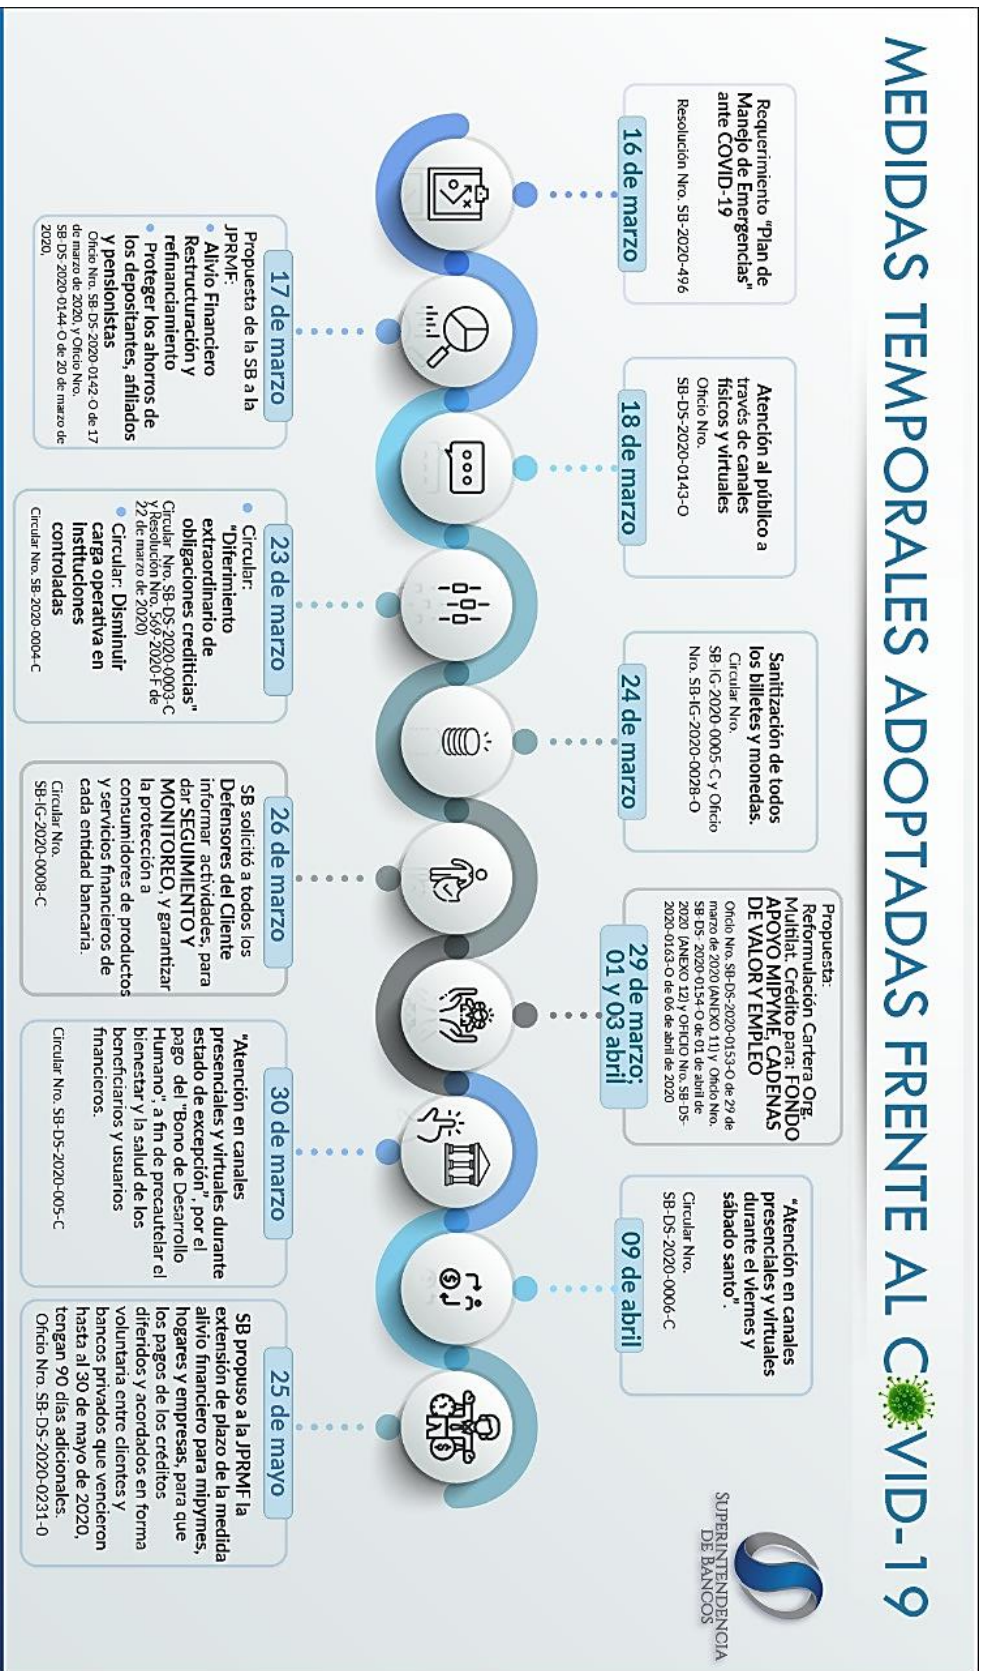 MEDIDAS TEMPORALES ADOPTADAS FRENTE AL COVID-19
SUPERINTENDENCIA
DE BANCOS
Requerimiento "Plan de
Manejo de Emergencias"
ante COVID-19
Resolución Nro. SB-2020-496
16 de marzo
17 de marzo
Propuesta de la SB a la
JPRMF:
Alivio Financiero
Restructuración y
refinanciamiento
Proteger los ahorros de
los depositantes, afiliados
y pensionistas
Oficio Nro. SB-DS-2020-0142-O de 17
de marzo de 2020, y Oficio Nro.
SB-DS-2020-0144-O de 20 de marzo de
2020,
Atención al público a
través de canales
físicos y virtuales
Oficio Nro.
SB-DS-2020-0143-O
18 de marzo
23 de marzo
Circular:
"Diferimiento
extraordinario de
obligaciones crediticias"
Circular Nro. SB-DS-2020-0003-C
y Resolución Nro. 569-2020-F de
22 de marzo de 2020)
Circular: Disminuir
carga operativa en
instituciones
controladas
Circular Nro. SB-2020-0004-C
Sanitización de todos
los billetes y monedas.
Circular Nro.
SB-IG-2020-0005-C y Oficio
Nro. SB-IG-2020-0028-O
24 de marzo
26 de marzo
SB solicitó a todos los
Defensores del Cliente
informar actividades, para
dar SEGUIMIENTO Y
MONITOREO, y garantizar
la protección a
consumidores de productos
y servicios financieros de
cada entidad bancaria.
Circular Nro.
SB-IG-2020-0008-C
Propuesta:
Reformulación Cartera Org.
Multilat. Crédito para: FONDO
APOYO MIPYME, CADENAS
DE VALOR Y EMPLEO
Oficio Nro. SB-DS-2020-0153-O de 29 de
marzo de 2020 (ANEXO 11) y Oficio Nro.
SB-DS- 2020-0154-O de 01 de abril de
2020 (ANEXO 12) y OFICIO Nro. SB-DS-
2020-0163-O de 06 de abril de 2020
29 de marzo;
01 y 03 abril
30 de marzo
"Atención en canales
presenciales y virtuales durante
estado de excepción", por el
pago del "Bono de Desarrollo
Humano", a fin de precautelar el
bienestar y la salud de los
beneficiarios y usuarios
financieros.
Circular Nro. SB-DS-2020-005-C
"Atención en canales
presenciales y virtuales
durante el viernes y
sábado santo".
Circular Nro.
SB-DS-2020-0006-C
09 de abril
25 de mayo
SB propuso a la JPRMF la
extensión de plazo de la medida
alivio financiero para mipymes,
hogares y empresas, para que
los pagos de los créditos
diferidos y acordados en forma
voluntaria entre clientes y
bancos privados que vencieron
hasta al 30 de mayo de 2020,
tengan 90 días adicionales.
Oficio Nro. SB-DS-2020-0231-0